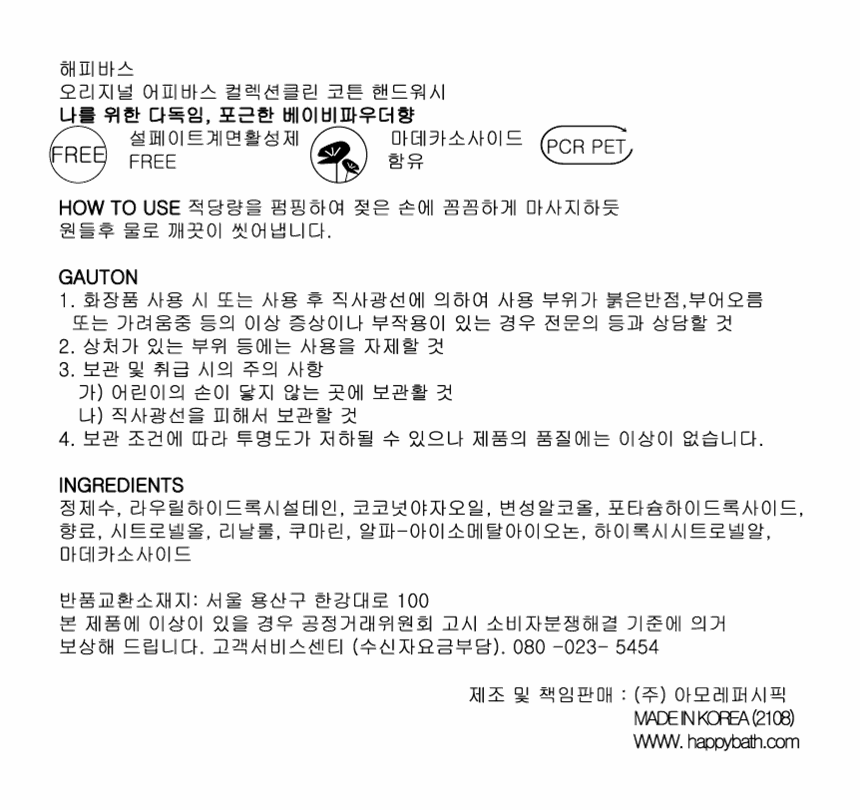 해피바스
오리지널 어피바스 컬렉션클린 코튼 핸드워시
나를 위한 다독임, 포근한 베이비파우더향
FREE 설페이트계면활성제 FREE 마데카소사이드 함유 PCR PET
HOW TO USE 적당량을 펌핑하여 젖은 손에 꼼꼼하게 마사지하듯
원들후 물로 깨끗이 씻어냅니다.
GAUTON
1. 화장품 사용 시 또는 사용 후 직사광선에 의하여 사용 부위가 붉은반점,부어오름
또는 가려움중 등의 이상 증상이나 부작용이 있는 경우 전문의 등과 상담할 것
2. 상처가 있는 부위 등에는 사용을 자제할 것
3. 보관 및 취급 시의 주의 사항
가) 어린이의 손이 닿지 않는 곳에 보관활 것
나) 직사광선을 피해서 보관할 것
4. 보관 조건에 따라 투명도가 저하될 수 있으나 제품의 품질에는 이상이 없습니다.
INGREDIENTS
정제수, 라우릴하이드록시설테인, 코코넛야자오일, 변성알코올, 포타슘하이드록사이드,
향료, 시트로넬올, 리날룰, 쿠마린, 알파-아이소메탈아이오논, 하이록시시트로넬알,
마데카소사이드
반품교환소재지: 서울 용산구 한강대로 100
본 제품에 이상이 있을 경우 공정거래위원회 고시 소비자분쟁해결 기준에 의거
보상해 드립니다. 고객서비스센티 (수신자요금부담). 080 -023- 5454
제조 및 책임판매 : (주) 아모레퍼시픽
MADE IN KOREA (2108)
WWW. happybath.com